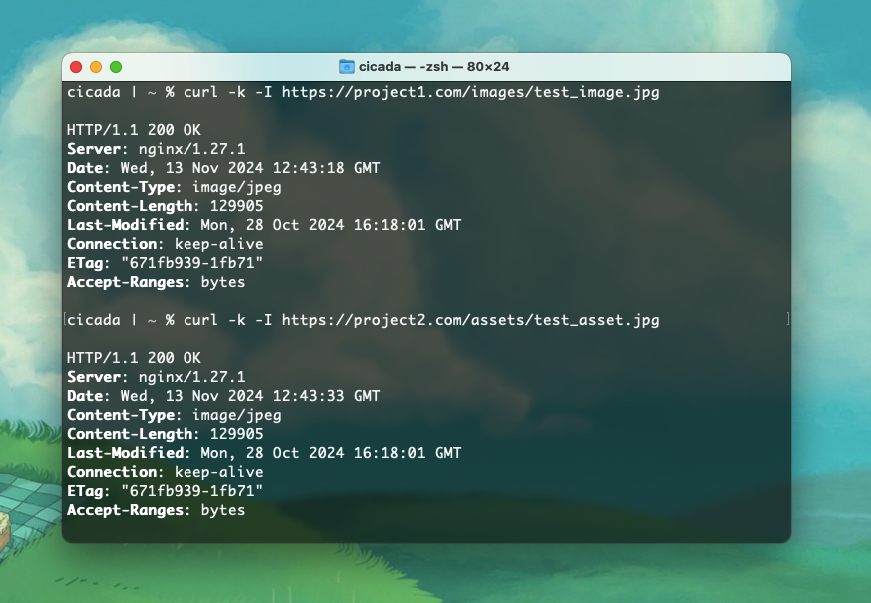 cicada — -zsh — 80×24
cicada | ~ % curl -k -I https://project1.com/images/test_image.jpg
HTTP/1.1 200 OK
Server: nginx/1.27.1
Date: Wed, 13 Nov 2024 12:43:18 GMT
Content-Type: image/jpeg
Content-Length: 129905
Last-Modified: Mon, 28 Oct 2024 16:18:01 GMT
Connection: keep-alive
ETag: "671fb939-1fb71"
Accept-Ranges: bytes
[cicada | ~ % curl -k -I https://project2.com/assets/test_asset.jpg ]
HTTP/1.1 200 OK
Server: nginx/1.27.1
Date: Wed, 13 Nov 2024 12:43:33 GMT
Content-Type: image/jpeg
Content-Length: 129905
Last-Modified: Mon, 28 Oct 2024 16:18:01 GMT
Connection: keep-alive
ETag: "671fb939-1fb71"
Accept-Ranges: bytes